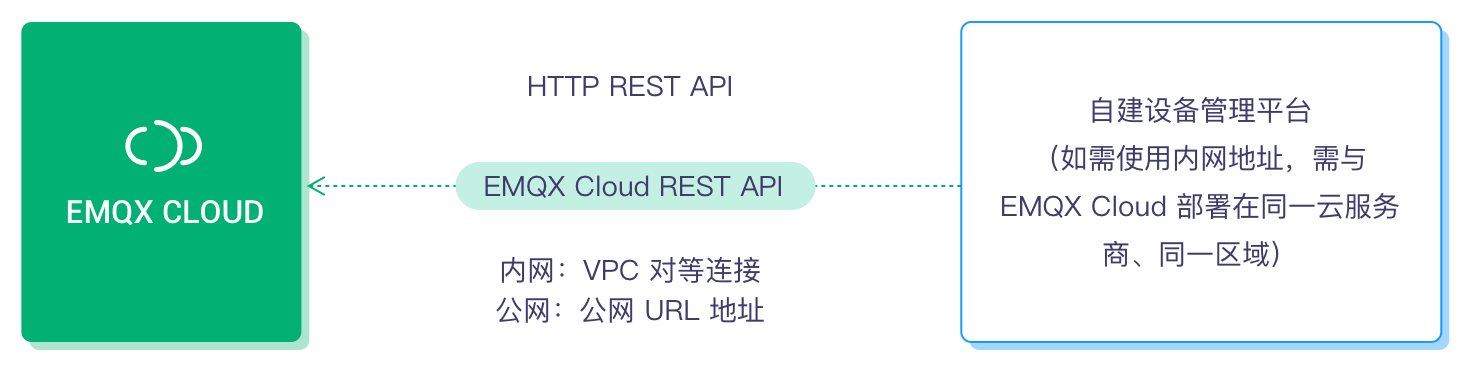 EMQX CLOUD
HTTP REST API
EMQX Cloud REST API
内网：VPC 对等连接
公网：公网 URL 地址
自建设备管理平台
（如需使用内网地址，需与
EMQX Cloud 部署在同一云服务
商、同一区域）